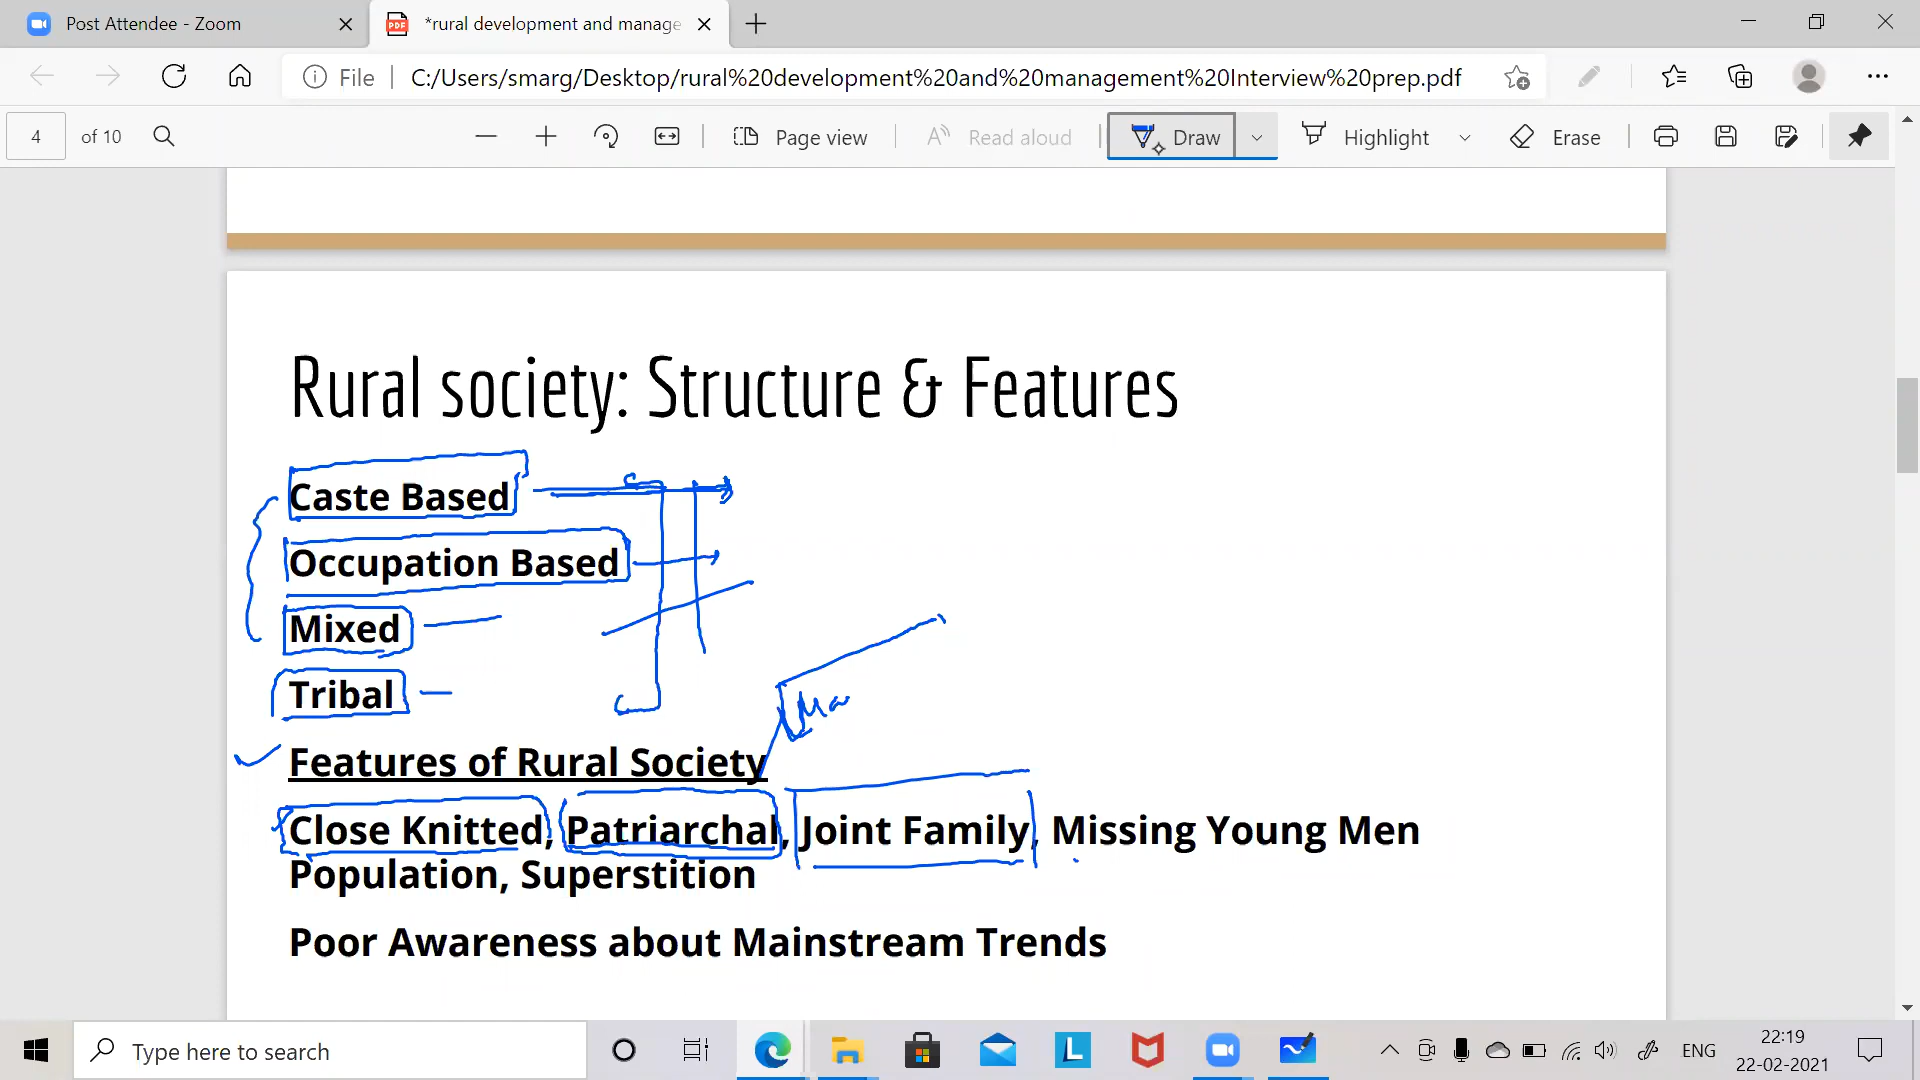 Post Attendee - Zoom
*rural development and manage
File
C:/Users/smarg/Desktop/rural%20development%20and%20management%20Interview%20prep.pdf
4 of 10
Page view
Read aloud
Draw
Highlight
Erase
Rural society: Structure & Features
Caste Based
Occupation Based
Mixed
Tribal
Features of Rural Society
Close Knitted, Patriarchal, Joint Family, Missing Young Men
Population, Superstition
Poor Awareness about Mainstream Trends
Type here to search
ENG
22:19
22-02-2021